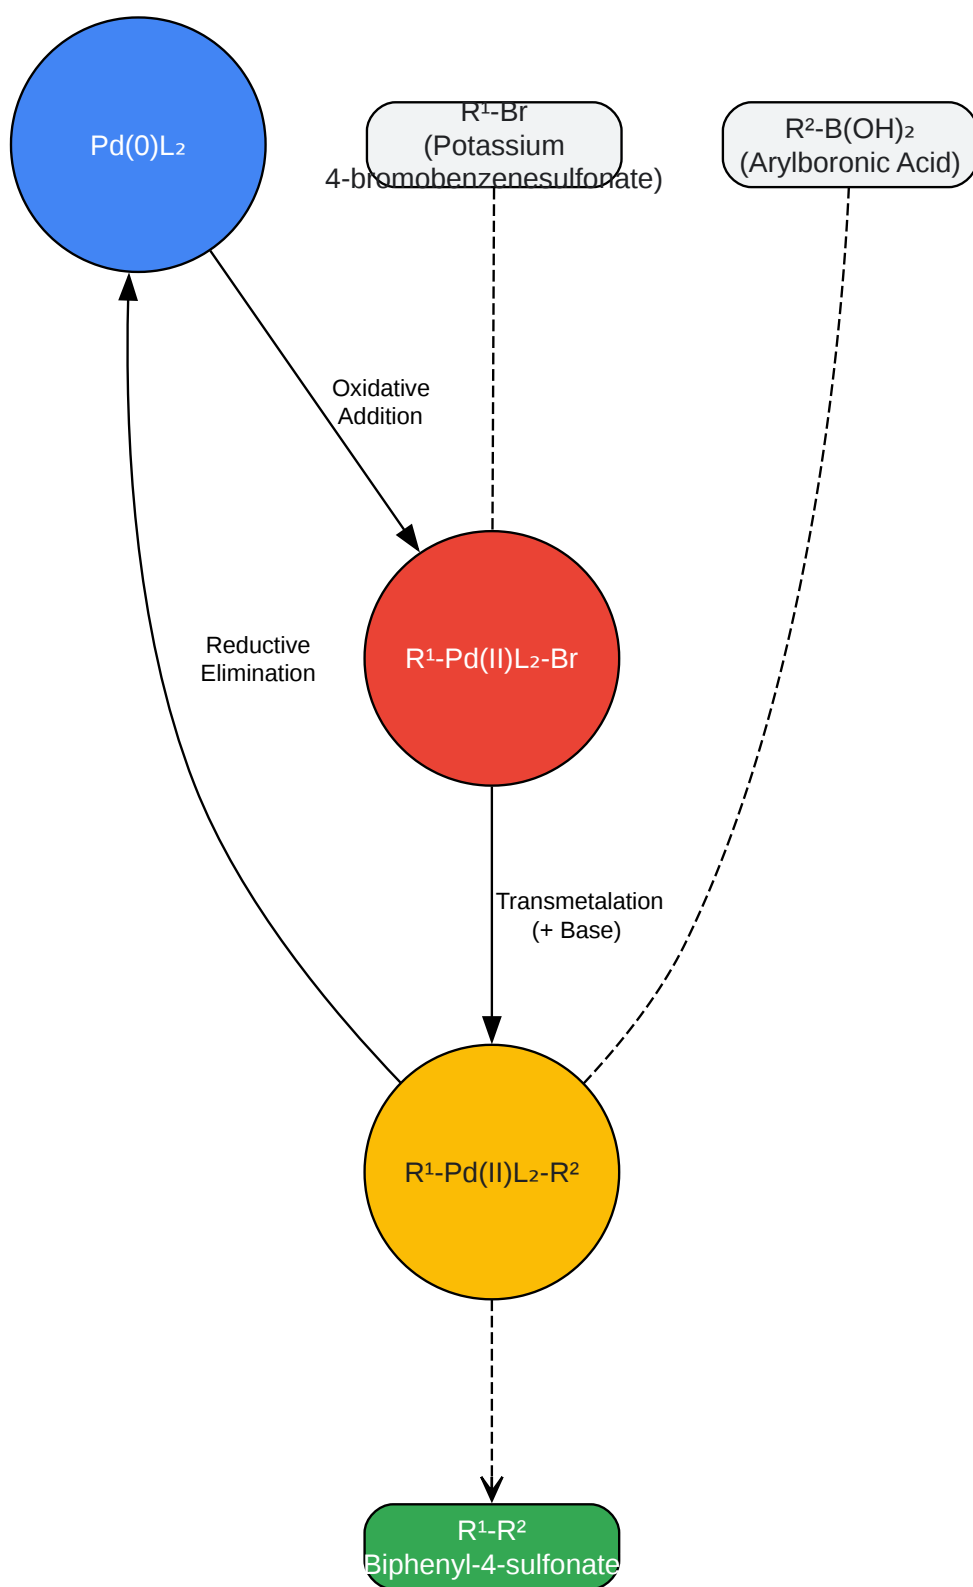 Pd(0)L₂
R¹-Br
(Potassium
4-bromobenzenesulfonate)
R²-B(OH)₂
(Arylboronic Acid)
Oxidative
Addition
Reductive
Elimination
R¹-Pd(II)L₂-Br
Transmetalation
(+ Base)
R¹-Pd(II)L₂-R²
R¹-R²
Biphenyl-4-sulfonate